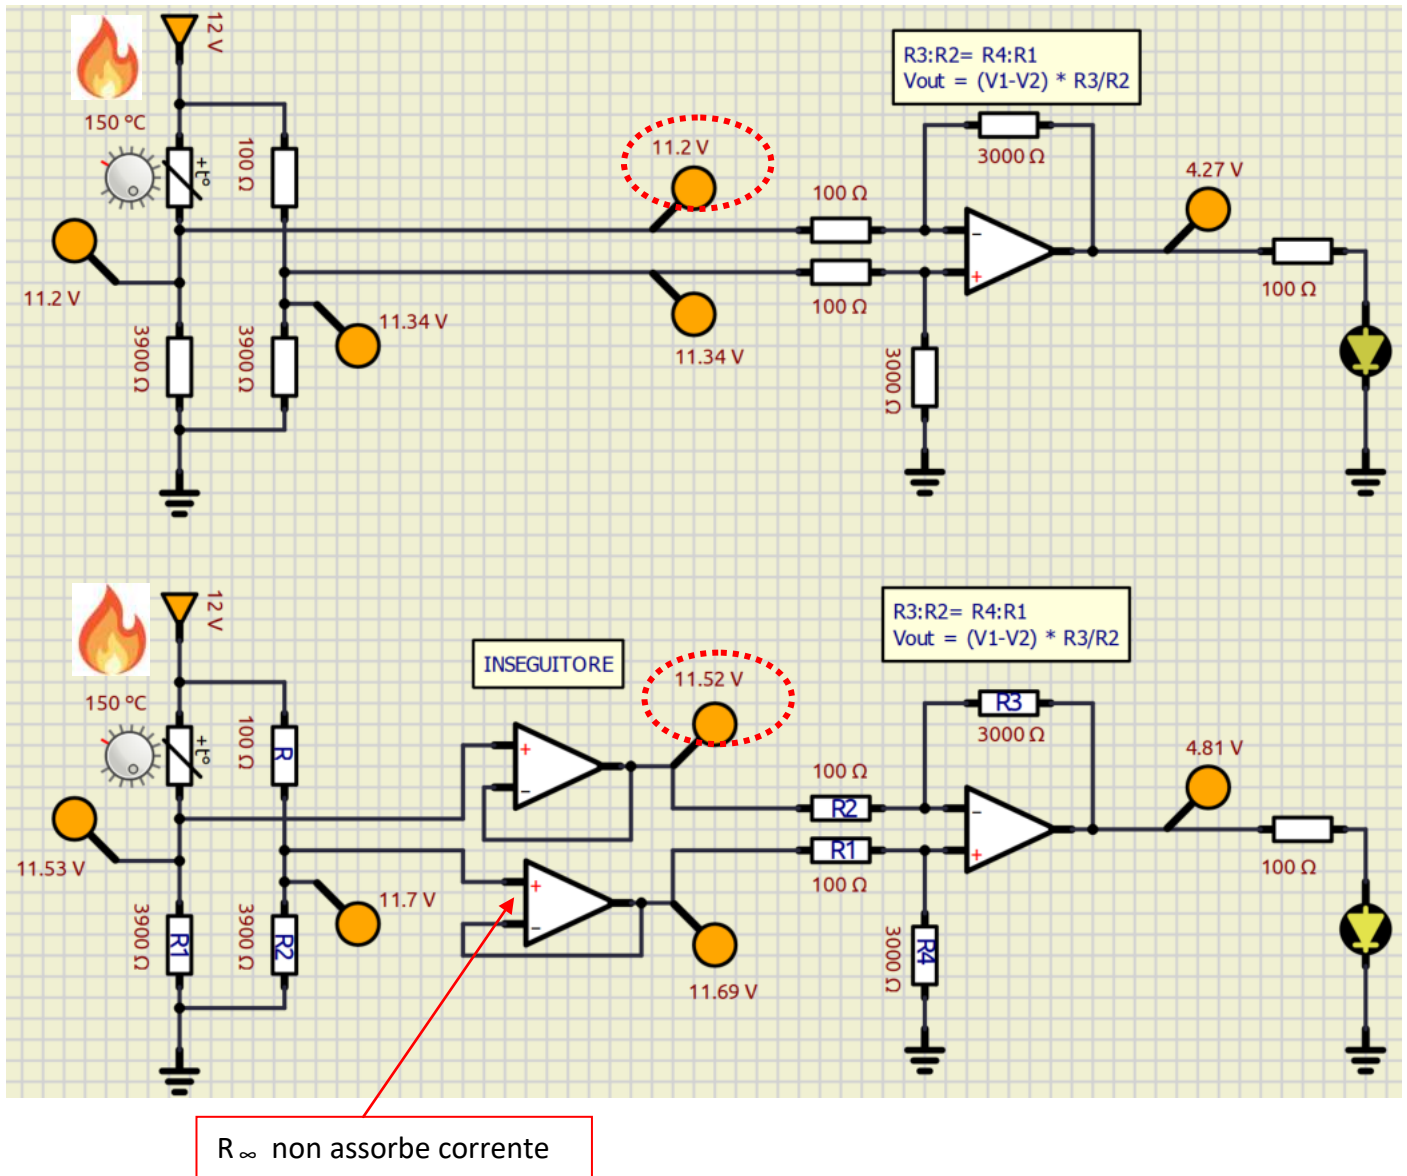 12 V
150 ºC
+t°
100 Ω
11.2 V
3900 Ω
3900 Ω
11.34 V
11.2 V
11.34 V
R3:R2= R4:R1
Vout = (V1-V2) * R3/R2
3000 Ω
100 Ω
100 Ω
−
+
3000 Ω
4.27 V
100 Ω
12 V
150 ºC
+t°
100 Ω
R
11.53 V
3900 Ω
R1
3900 Ω
R2
11.7 V
INSEGUITORE
11.52 V
+
−
+
−
11.69 V
R3:R2= R4:R1
Vout = (V1-V2) * R3/R2
R3
3000 Ω
100 Ω
R2
R1
100 Ω
−
+
3000 Ω
R4
4.81 V
100 Ω
R ∞ non assorbe corrente